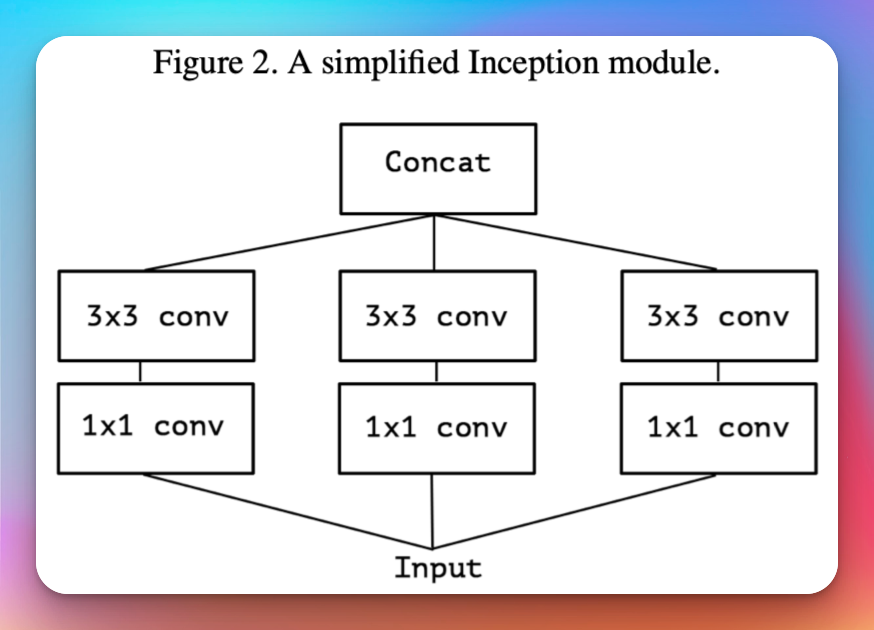 Figure 2. A simplified Inception module.
Concat
3x3 conv 3x3 conv 3x3 conv
1x1 conv 1x1 conv 1x1 conv
Input